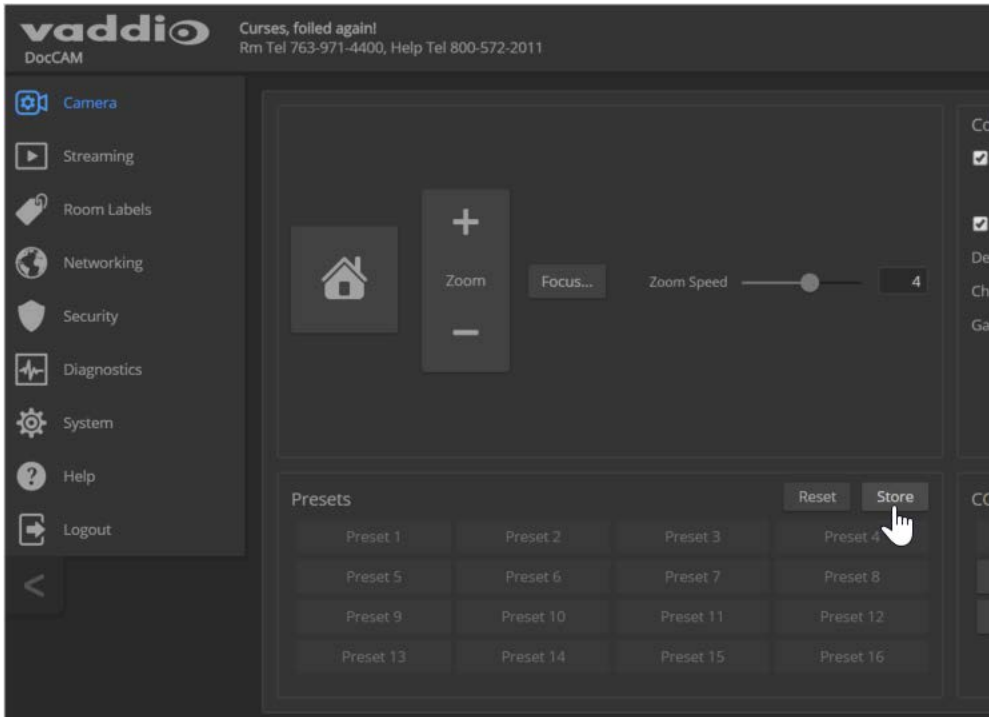 vaddio
DocCAM
Curses, foiled again!
Rm Tel 763-971-4400, Help Tel 800-572-2011
Camera
Streaming
Room Labels
Networking
Security
Diagnostics
System
Help
Logout
<
+
Zoom
−
Focus...
Zoom Speed
4
Presets
Reset
Store
Preset 1 Preset 2 Preset 3 Preset 4
Preset 5 Preset 6 Preset 7 Preset 8
Preset 9 Preset 10 Preset 11 Preset 12
Preset 13 Preset 14 Preset 15 Preset 16